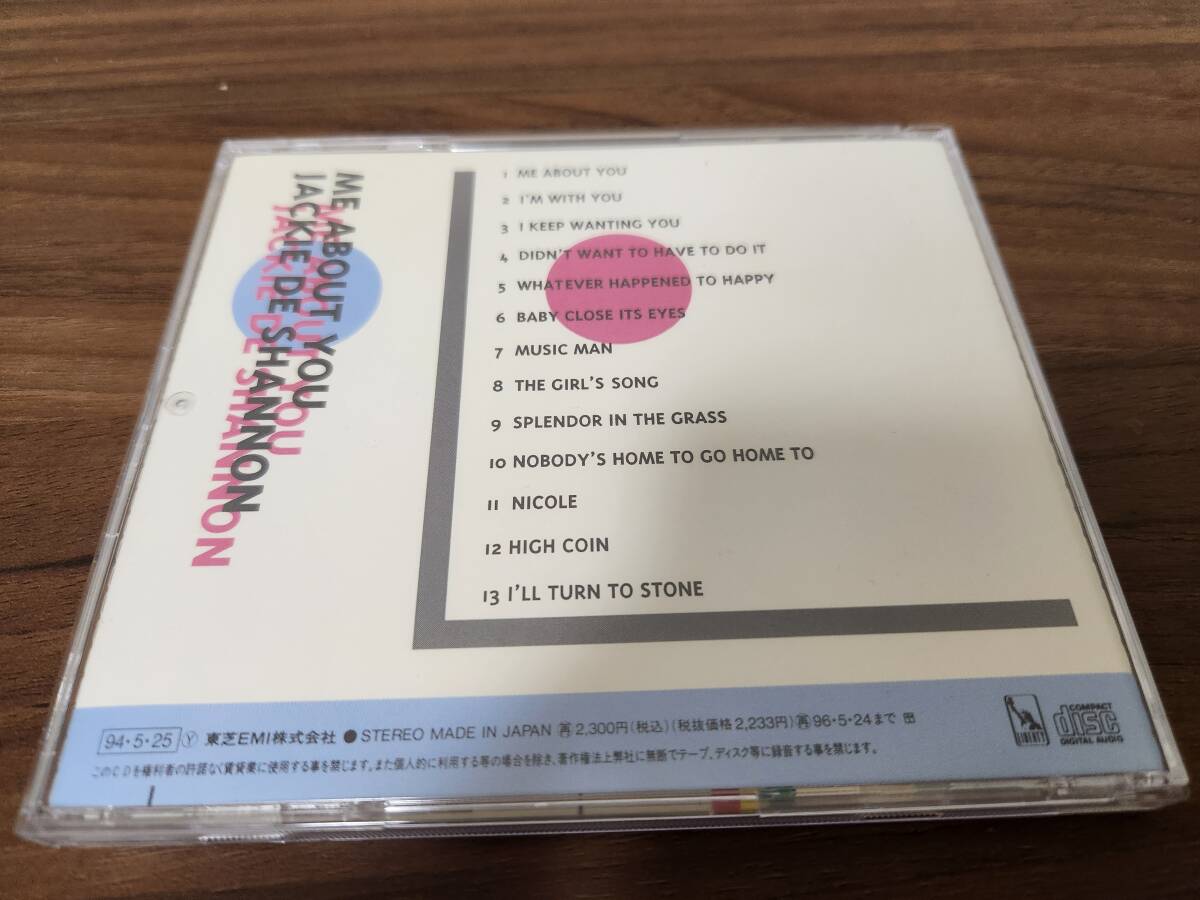 ME ABOUT YOU
JACKIE DE SHANNON
ME ABOUT YOU
JACKIE DE SHANNON
1 ME ABOUT YOU
2 I'M WITH YOU
3 I KEEP WANTING YOU
4 DIDN'T WANT TO HAVE TO DO IT
5 WHATEVER HAPPENED TO HAPPY
6 BABY CLOSE ITS EYES
7 MUSIC MAN
8 THE GIRL'S SONG
9 SPLENDOR IN THE GRASS
10 NOBODY'S HOME TO GO HOME TO
11 NICOLE
12 HIGH COIN
13 I'LL TURN TO STONE
94・5・25 Ⓨ 東芝EMI株式会社 ● STEREO MADE IN JAPAN 再 2,300円(税込)(税抜価格2,233円)再96・5・24まで
LIBERTY
COMPACT
disc
DIGITAL AUDIO
このCDを権利者の許諾なく賃貸業に使用する事を禁じます。また個人的に利用する等の場合を除き、著作権法上弊社に無断でテープ、ディスク等に録音する事を禁じます。